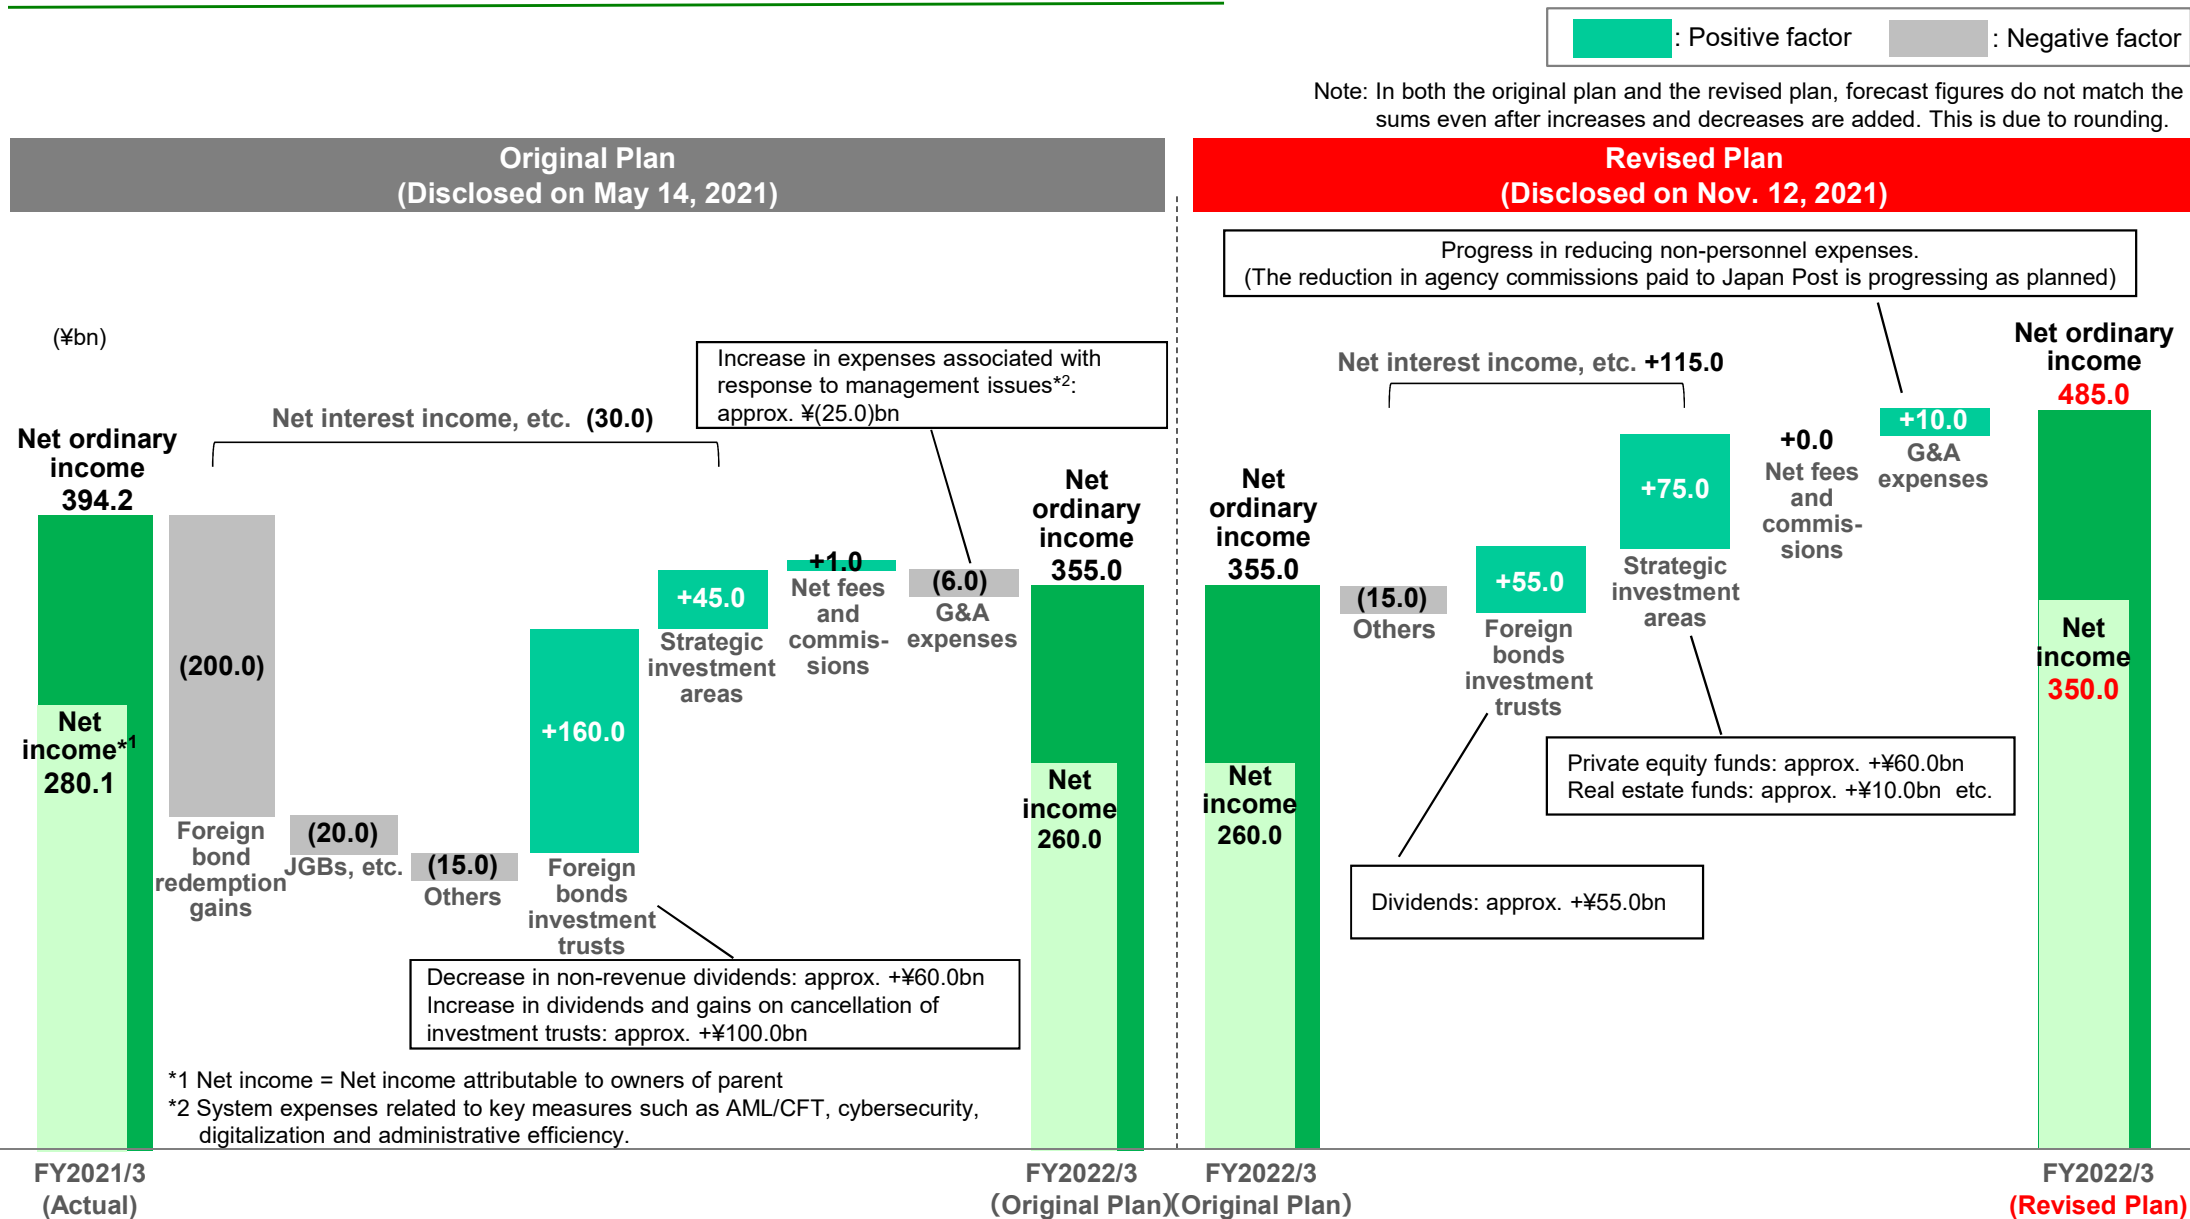 : Positive factor
: Negative factor
Note: In both the original plan and the revised plan, forecast figures do not match the
sums even after increases and decreases are added. This is due to rounding.
Original Plan
(Disclosed on May 14, 2021)
(¥bn)
Net interest income, etc. (30.0)
Increase in expenses associated with
response to management issues*2:
approx. ¥(25.0)bn
Net ordinary
income
394.2
Net
income*1
280.1
(200.0)
Foreign
bond
redemption
gains
(20.0)
JGBs, etc.
(15.0)
Others
+160.0
Foreign
bonds
investment
trusts
+45.0
Strategic
investment
areas
+1.0
Net fees
and
commis-
sions
(6.0)
G&A
expenses
Net
ordinary
income
355.0
Net
income
260.0
Decrease in non-revenue dividends: approx. +¥60.0bn
Increase in dividends and gains on cancellation of
investment trusts: approx. +¥100.0bn
*1 Net income = Net income attributable to owners of parent
*2 System expenses related to key measures such as AML/CFT, cybersecurity,
digitalization and administrative efficiency.
FY2021/3
(Actual)
FY2022/3
(Original Plan)
Revised Plan
(Disclosed on Nov. 12, 2021)
Progress in reducing non-personnel expenses.
(The reduction in agency commissions paid to Japan Post is progressing as planned)
Net interest income, etc. +115.0
Net
ordinary
income
355.0
Net
income
260.0
(15.0)
Others
+55.0
Foreign
bonds
investment
trusts
+75.0
Strategic
investment
areas
+0.0
Net fees
and
commis-
sions
+10.0
G&A
expenses
Net ordinary
income
485.0
Net
income
350.0
Private equity funds: approx. +¥60.0bn
Real estate funds: approx. +¥10.0bn etc.
Dividends: approx. +¥55.0bn
FY2022/3
(Original Plan)
FY2022/3
(Revised Plan)